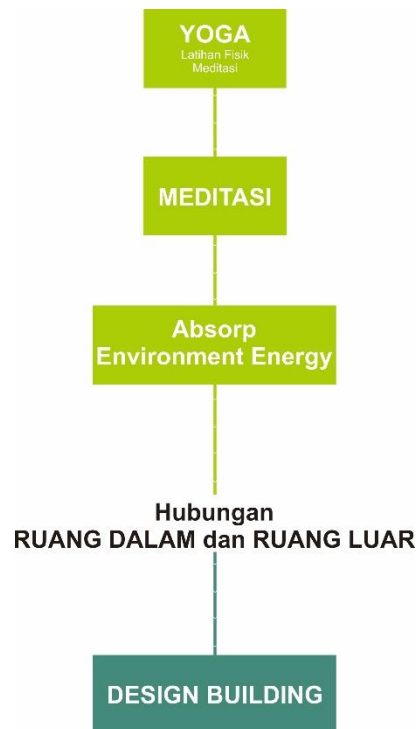 YOGA
Latihan Fisik
Meditasi
MEDITASI
Absorp
Environment Energy
Hubungan
RUANG DALAM dan RUANG LUAR
DESIGN BUILDING